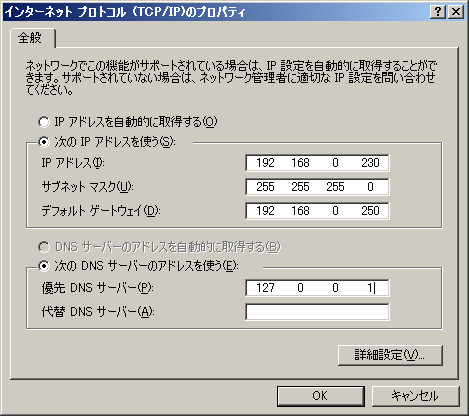 インターネット プロトコル (TCP/IP)のプロパティ
全般
ネットワークでこの機能がサポートされている場合は、IP 設定を自動的に取得することがで
きます。サポートされていない場合は、ネットワーク管理者に適切な IP 設定を問い合わせ
てください。
IP アドレスを自動的に取得する(O)
次の IP アドレスを使う(S):
IP アドレス(I): 192 168 0 230
サブネット マスク(U): 255 255 255 0
デフォルト ゲートウェイ(D): 192 168 0 250
DNS サーバーのアドレスを自動的に取得する(B)
次の DNS サーバーのアドレスを使う(E):
優先 DNS サーバー(P): 127 0 0 1
代替 DNS サーバー(A):
詳細設定(V)...
OK キャンセル